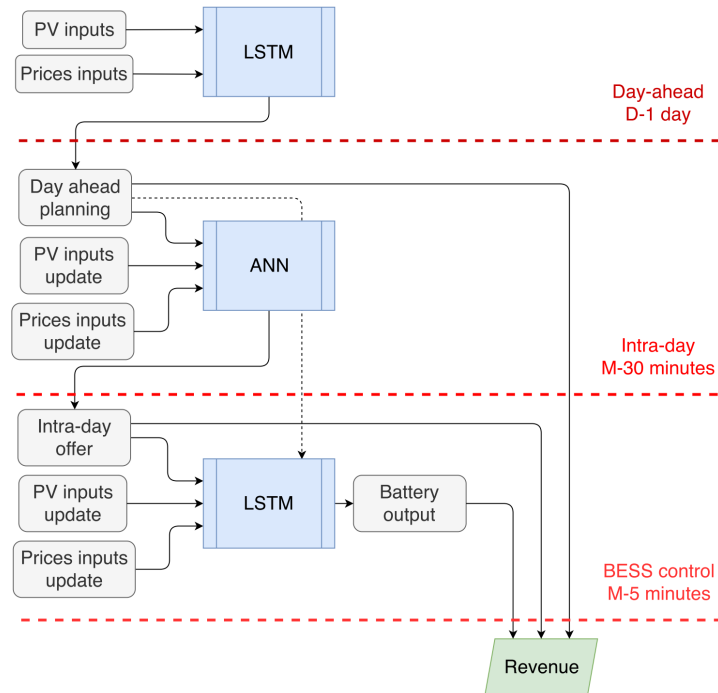 PV inputs
LSTM
Prices inputs
Day-ahead
D-1 day
Day ahead
planning
PV inputs
update
ANN
Prices inputs
update
Intra-day
M-30 minutes
Intra-day
offer
PV inputs
update
LSTM
Battery
output
Prices inputs
update
BESS control
M-5 minutes
Revenue